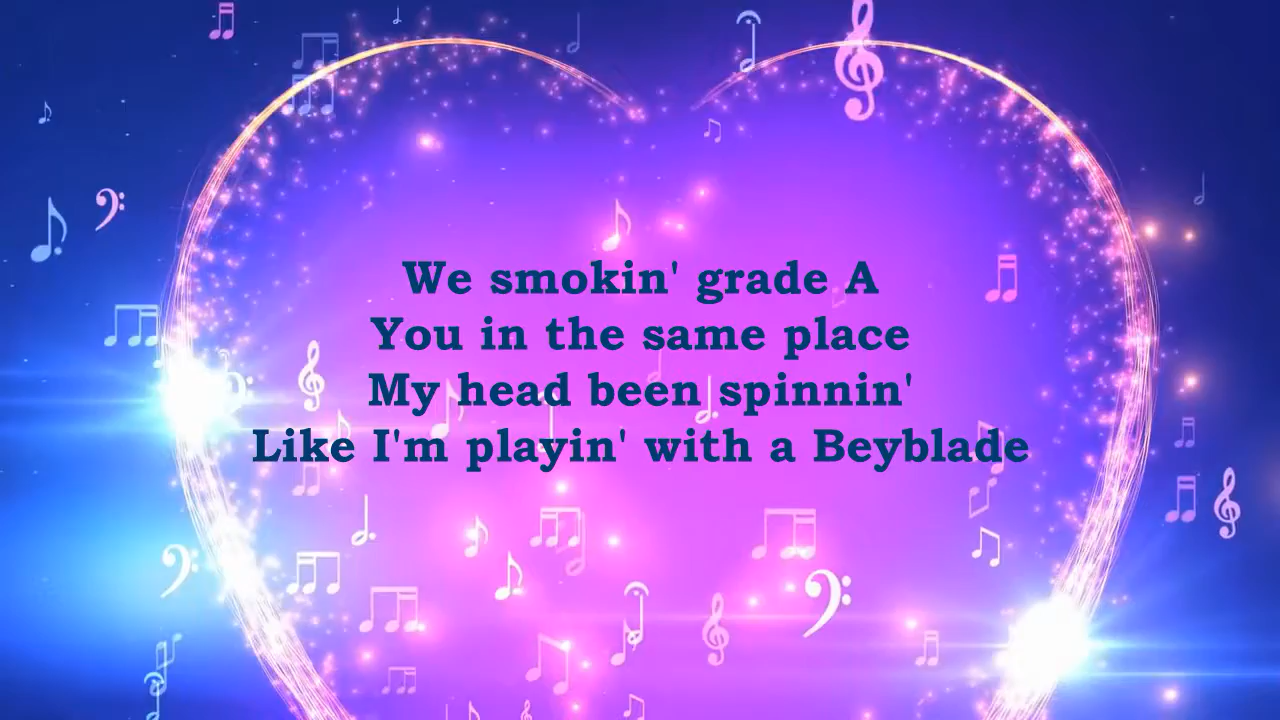 We smokin' grade A
You in the same place
My head been spinnin'
Like I'm playin' with a Beyblade